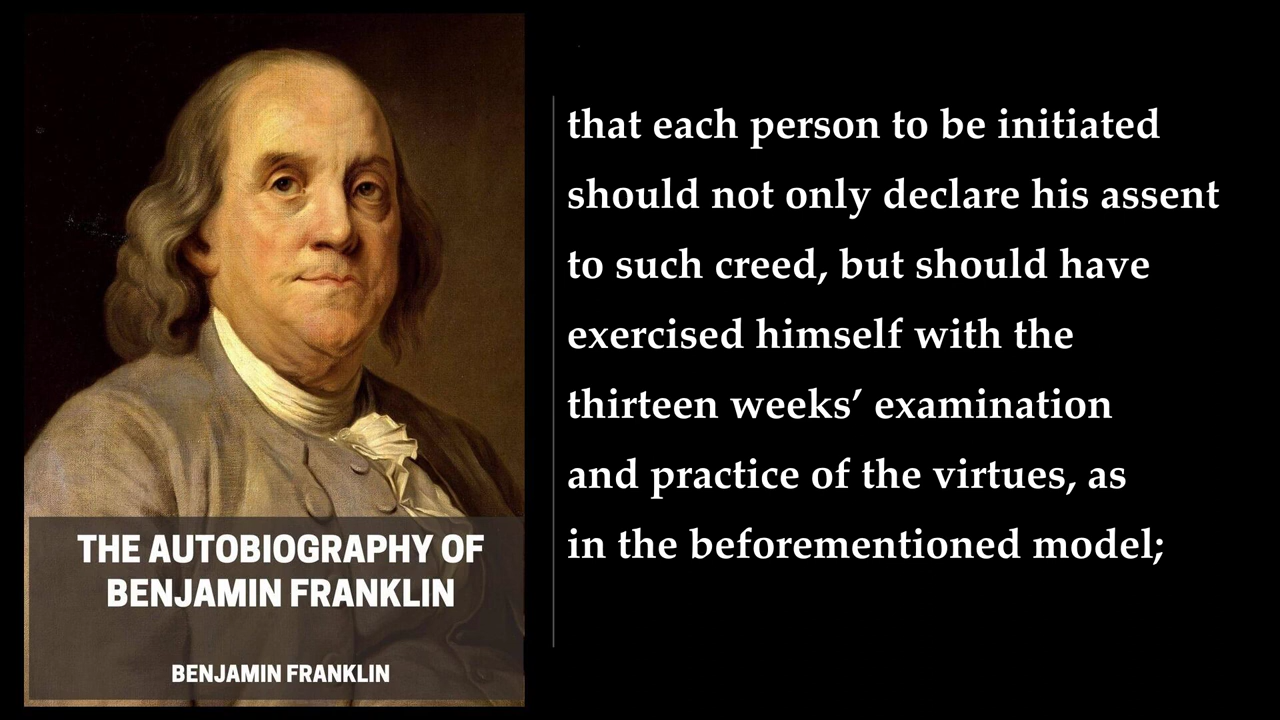 THE AUTOBIOGRAPHY OF
BENJAMIN FRANKLIN
BENJAMIN FRANKLIN
that each person to be initiated
should not only declare his assent
to such creed, but should have
exercised himself with the
thirteen weeks’ examination
and practice of the virtues, as
in the beforementioned model;